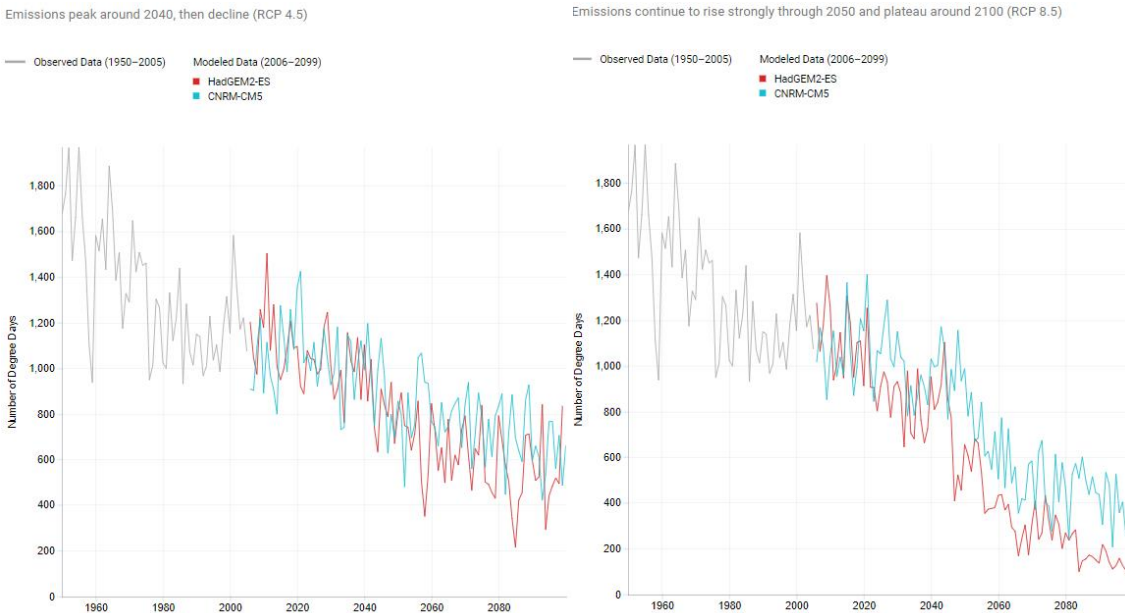 Emissions peak around 2040, then decline (RCP 4.5)
Observed Data (1950–2005)
Modeled Data (2006–2099)
HadGEM2-ES
CNRM-CM5
Number of Degree Days
1,800
1,600
1,400
1,200
1,000
800
600
400
200
0
1960 1980 2000 2020 2040 2060 2080
Emissions continue to rise strongly through 2050 and plateau around 2100 (RCP 8.5)
Observed Data (1950–2005)
Modeled Data (2006–2099)
HadGEM2-ES
CNRM-CM5
Number of Degree Days
1,800
1,600
1,400
1,200
1,000
800
600
400
200
0
1960 1980 2000 2020 2040 2060 2080